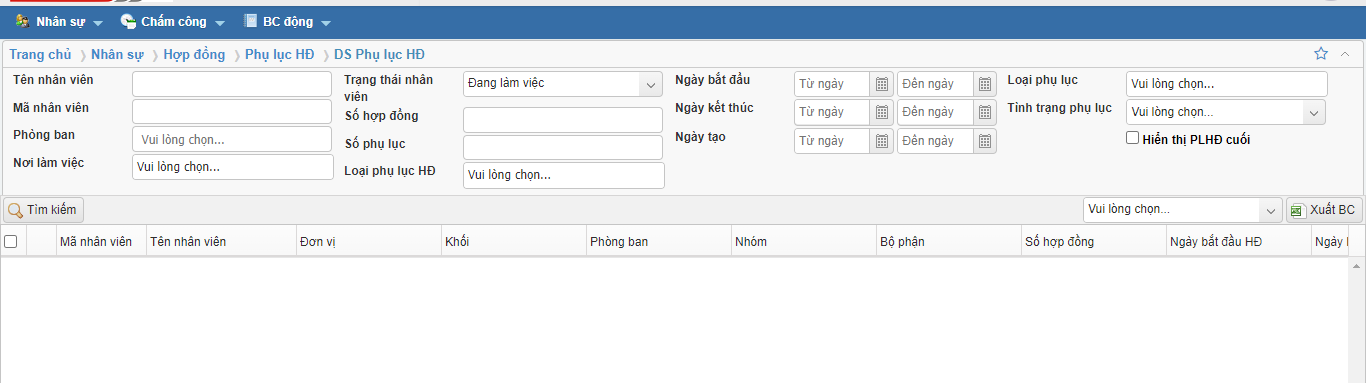 Nhân sự Chấm công BC động
Trang chủ Nhân sự Hợp đồng Phụ lục HĐ DS Phụ lục HĐ
Tên nhân viên
Mã nhân viên
Phòng ban Vui lòng chọn...
Nơi làm việc Vui lòng chọn...
Trạng thái nhân viên Đang làm việc
Số hợp đồng
Số phụ lục
Loại phụ lục HĐ Vui lòng chọn...
Ngày bắt đầu Từ ngày Đến ngày
Ngày kết thúc Từ ngày Đến ngày
Ngày tạo Từ ngày Đến ngày
Loại phụ lục Vui lòng chọn...
Tình trạng phụ lục Vui lòng chọn...
Hiển thị PLHĐ cuối
Tìm kiếm Vui lòng chọn... Xuất BC
Mã nhân viên Tên nhân viên Đơn vị Khối Phòng ban Nhóm Bộ phận Số hợp đồng Ngày bắt đầu HĐ Ngày